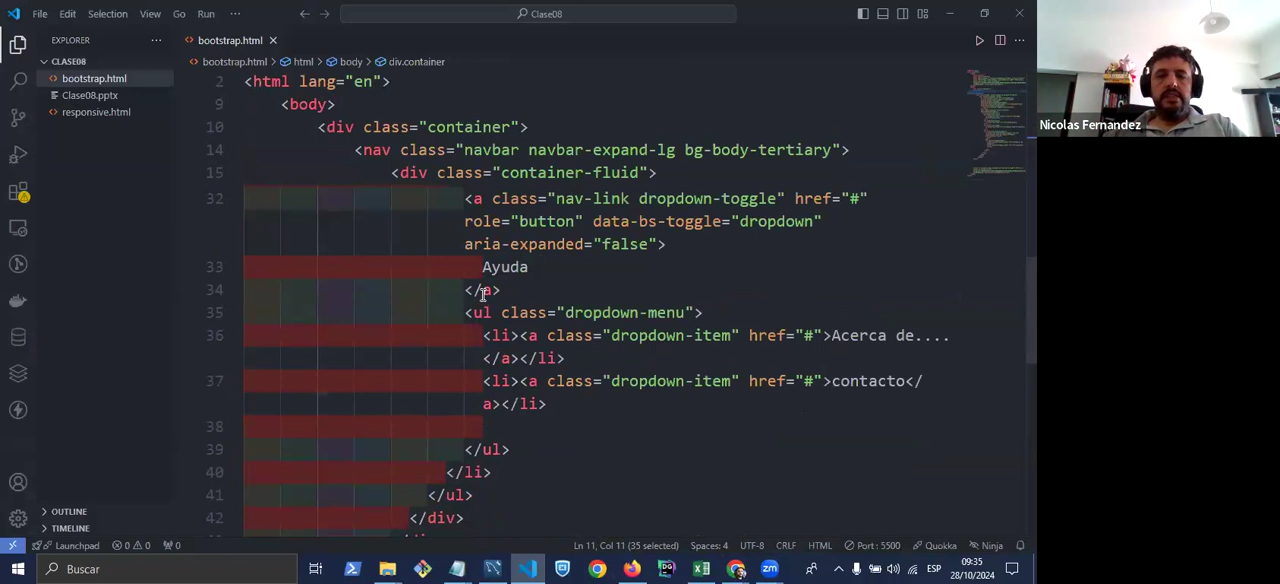 File Edit Selection View Go Run ... Clase08
EXPLORER ...
CLASE08
bootstrap.html
Clase08.pptx
responsive.html
OUTLINE
TIMELINE
bootstrap.html
bootstrap.html > html > body > div.container
2 <html lang="en">
9 <body>
10 <div class="container">
14 <nav class="navbar navbar-expand-lg bg-body-tertiary">
15 <div class="container-fluid">
32 <a class="nav-link dropdown-toggle" href="#"
role="button" data-bs-toggle="dropdown"
aria-expanded="false">
33 Ayuda
34 </a>
35 <ul class="dropdown-menu">
36 <li><a class="dropdown-item" href="#">Acerca de....
</a></li>
37 <li><a class="dropdown-item" href="#">contacto</
a></li>
38
39 </ul>
40 </li>
41 </ul>
42 </div>
Nicolas Fernandez
Launchpad 0 0 0 Ln 11, Col 11 (35 selected) Spaces: 4 UTF-8 CRLF HTML Port : 5500 Quokka Ninja
Buscar
zm
ESP
09:35
28/10/2024